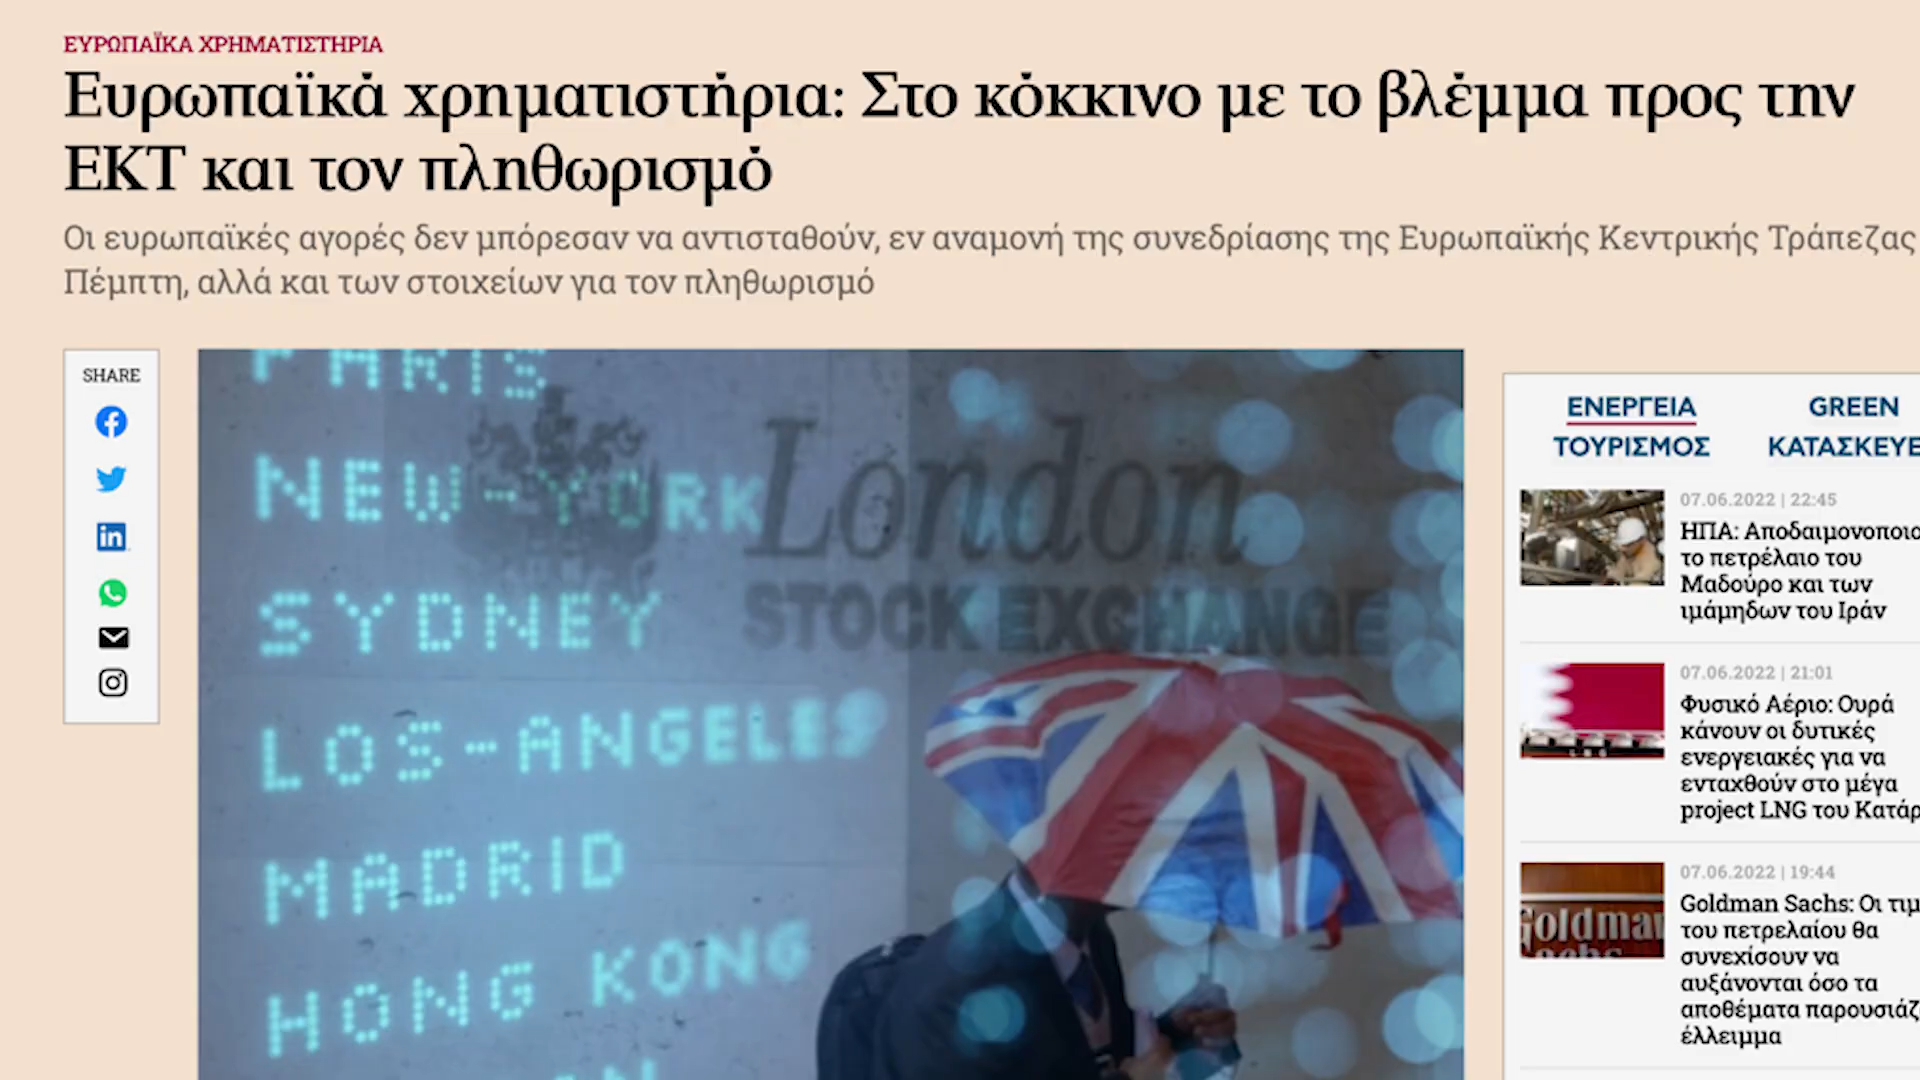 ΕΥΡΩΠΑΪΚΑ ΧΡΗΜΑΤΙΣΤΗΡΙΑ
Ευρωπαϊκά χρηματιστήρια: Στο κόκκινο με το βλέμμα προς την
ΕΚΤ και τον πληθωρισμό
Οι ευρωπαϊκές αγορές δεν μπόρεσαν να αντισταθούν, εν αναμονή της συνεδρίασης της Ευρωπαϊκής Κεντρικής Τράπεζας
Πέμπτη, αλλά και των στοιχείων για τον πληθωρισμό
SHARE
PARIS
NEW-YORK
SYDNEY
LOS-ANGELES
MADRID
HONG KONG
London
STOCK EXCHANGE
ΕΝΕΡΓΕΙΑ GREEN
ΤΟΥΡΙΣΜΟΣ ΚΑΤΑΣΚΕΥΕ
07.06.2022 | 22:45
ΗΠΑ: Αποδαιμονοποιο
το πετρέλαιο του
Μαδούρο και των
ιμάμηδων του Ιράν
07.06.2022 | 21:01
Φυσικό Αέριο: Ουρά
κάνουν οι δυτικές
ενεργειακές για να
ενταχθούν στο μέγα
project LNG του Κατάρ
07.06.2022 | 19:44
Goldman Sachs: Οι τιμ
του πετρελαίου θα
συνεχίσουν να
αυξάνονται όσο τα
αποθέματα παρουσιάζ
έλλειμμα